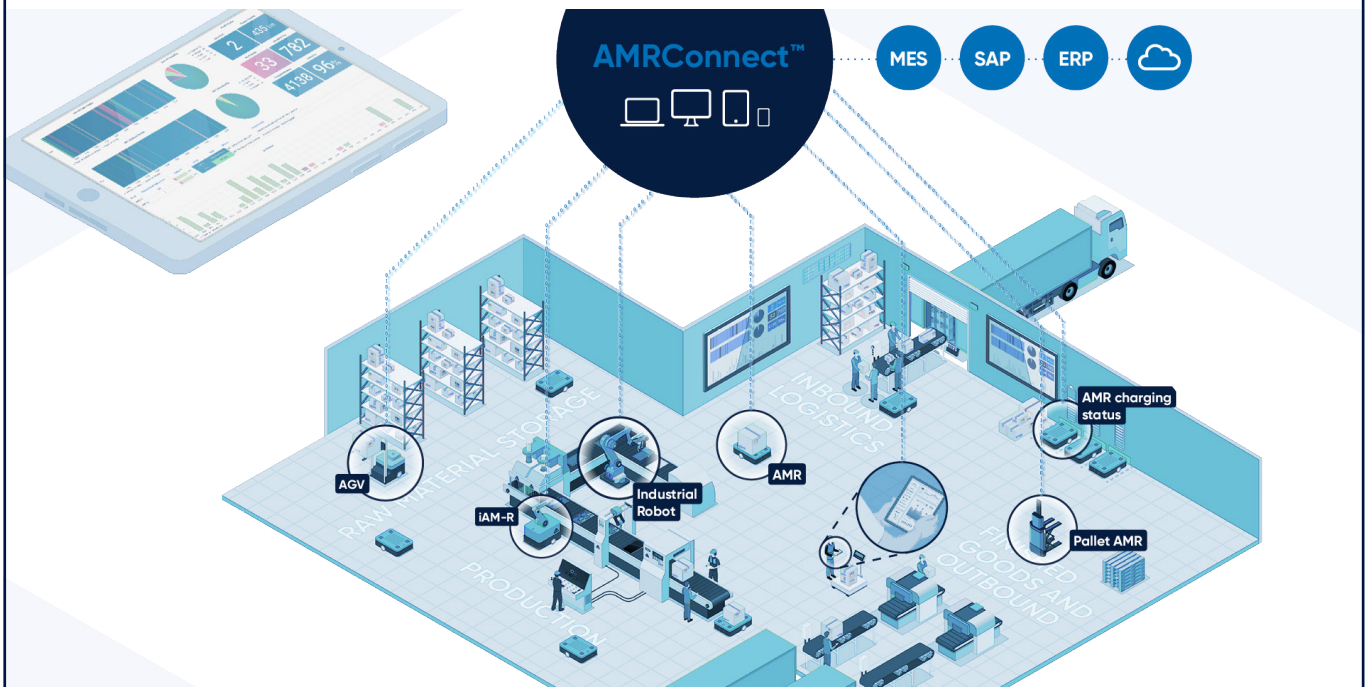 2
435
33
782
4138
96%
AMRConnect™
MES
SAP
ERP
RAW MATERIAL STORAGE
INBOUND
LOGISTICS
AMR charging
status
AGV
iAM-R
Industrial
Robot
AMR
Pallet AMR
PRODUCTION
FINISHED
GOODS AND
OUTBOUND